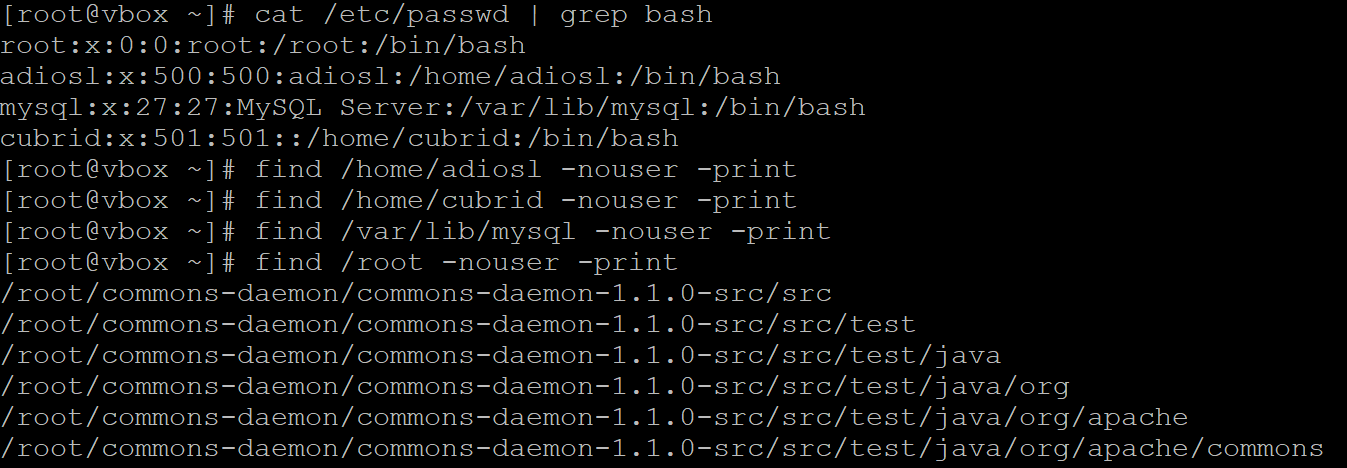 [root@vbox ~]# cat /etc/passwd | grep bash
root:x:0:0:root:/root:/bin/bash
adiosl:x:500:500:adiosl:/home/adiosl:/bin/bash
mysql:x:27:27:MySQL Server:/var/lib/mysql:/bin/bash
cubrid:x:501:501::/home/cubrid:/bin/bash
[root@vbox ~]# find /home/adiosl -nouser -print
[root@vbox ~]# find /home/cubrid -nouser -print
[root@vbox ~]# find /var/lib/mysql -nouser -print
[root@vbox ~]# find /root -nouser -print
/root/commons-daemon/commons-daemon-1.1.0-src/src
/root/commons-daemon/commons-daemon-1.1.0-src/src/test
/root/commons-daemon/commons-daemon-1.1.0-src/src/test/java
/root/commons-daemon/commons-daemon-1.1.0-src/src/test/java/org
/root/commons-daemon/commons-daemon-1.1.0-src/src/test/java/org/apache
/root/commons-daemon/commons-daemon-1.1.0-src/src/test/java/org/apache/commons